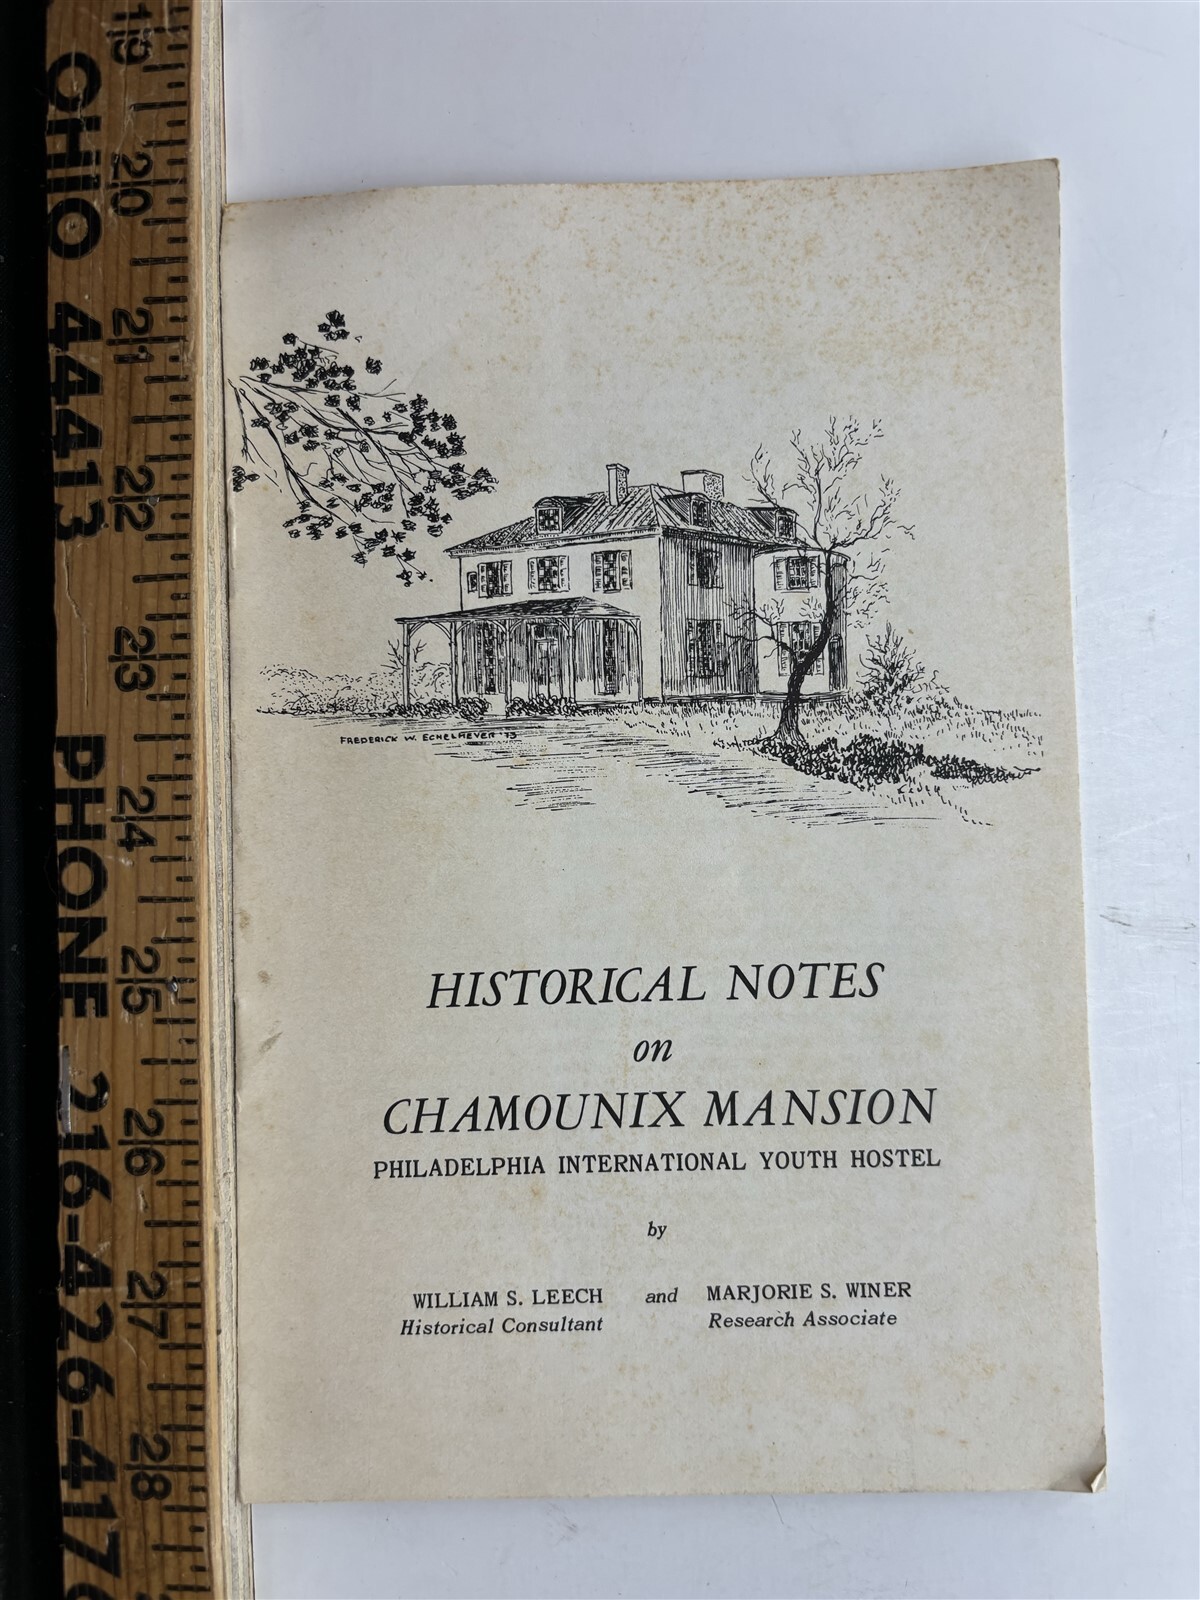 OHIO 44413 PHONE 216-426-417
19
20
21
22
23
24
25
26
27
28
FREDERICK W. ECHELMEYER '73
HISTORICAL NOTES
on
CHAMOUNIX MANSION
PHILADELPHIA INTERNATIONAL YOUTH HOSTEL
by
WILLIAM S. LEECH and MARJORIE S. WINER
Historical Consultant Research Associate